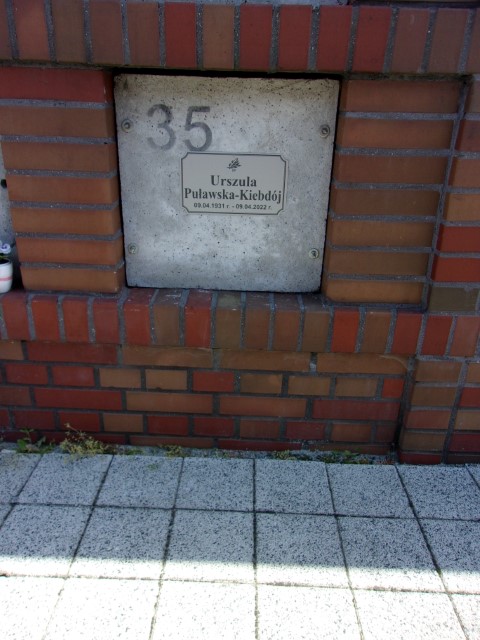 35
Urszula
Puławska-Kiebdój
09.04.1931 r. - 09.04.2022 r.